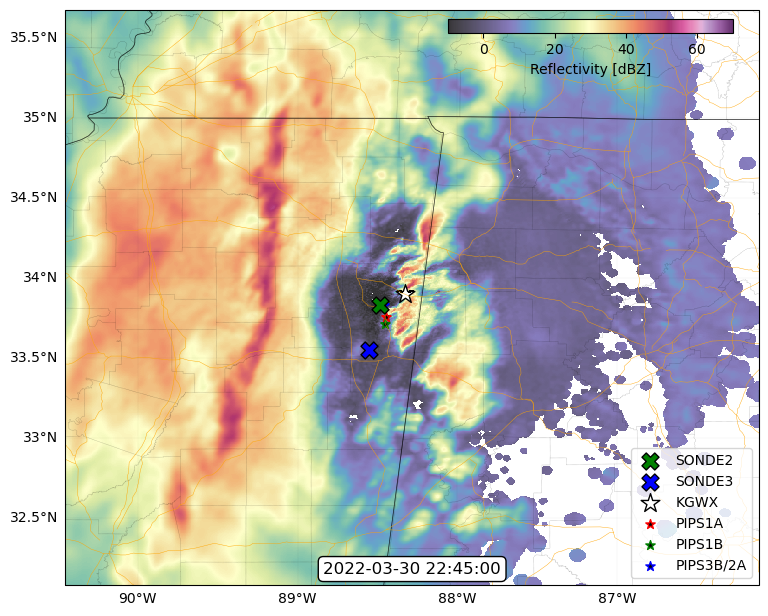 35.5°N
35°N
34.5°N
34°N
33.5°N
33°N
32.5°N
0 20 40 60
Reflectivity [dBZ]
SONDE2
SONDE3
KGWX
PIPS1A
PIPS1B
PIPS3B/2A
2022-03-30 22:45:00
90°W 89°W 88°W 87°W